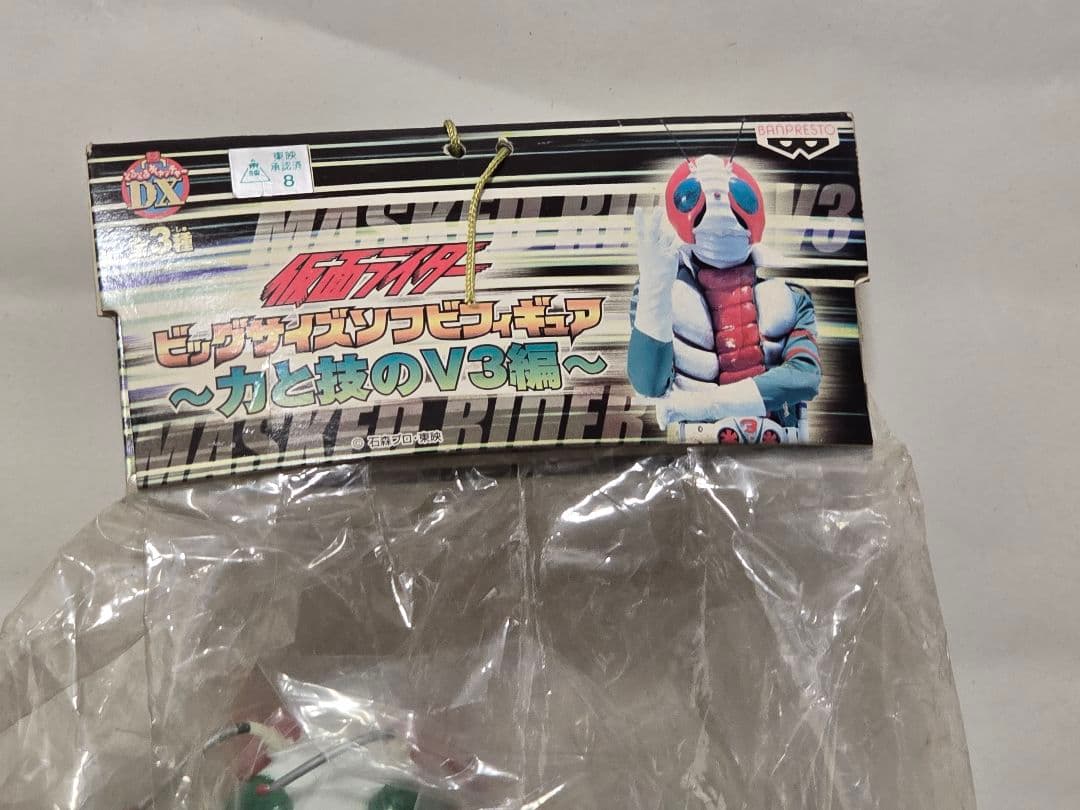 BANPRESTO
DX
東映
承認済
8
全3種
MASKED RIDER V3
仮面ライダー
ビッグサイズソフビフィギュア
～力と技のV3編～
MASKED RIDER
© 石森プロ・東映
3